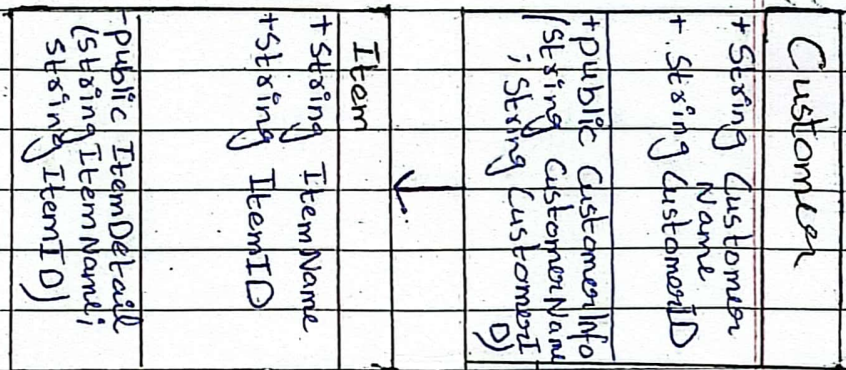 Customer
+ String Customer
Name
+ String CustomerID
+public CustomerInfo
(String CustomerName
; String CustomerI
D)
Item
+ String ItemName
+ String ItemID
-public ItemDetail
(String ItemName;
String ItemID)